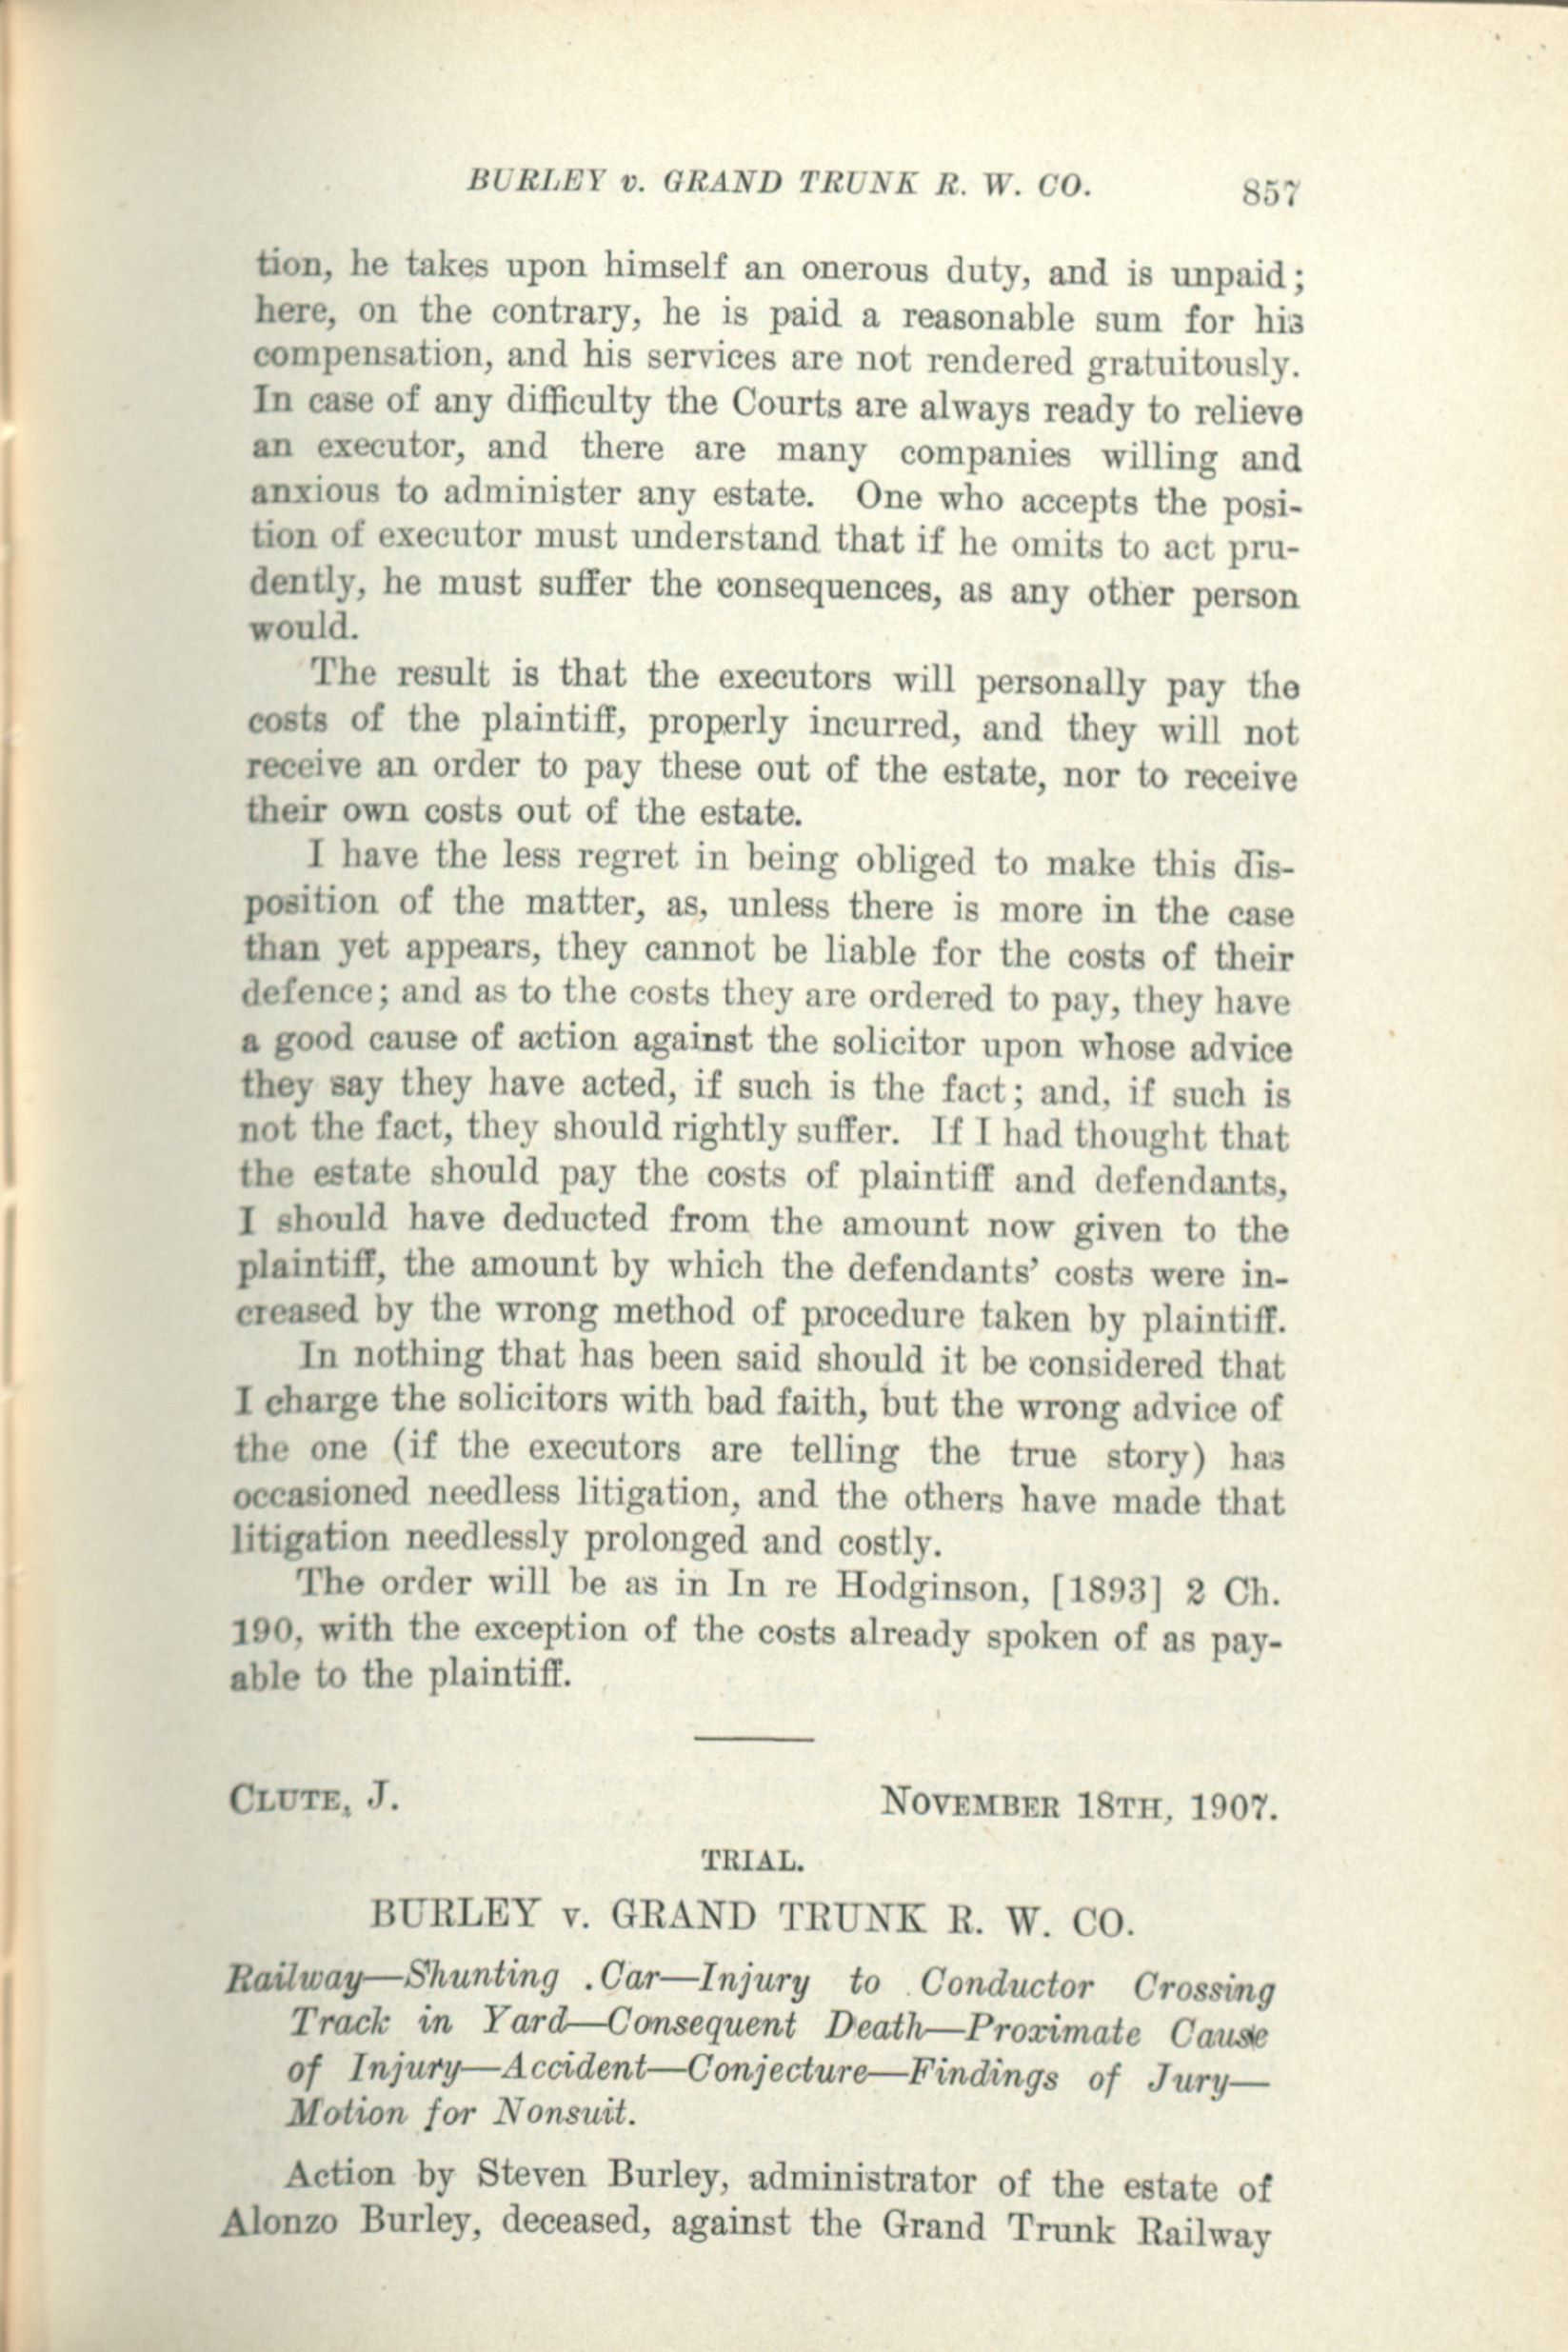 BURLEY v. GRAND TRUNK R. W. CO. 857
tion, he takes upon himself an onerous duty, and is unpaid;
here, on the contrary, he is paid a reasonable sum for his
compensation, and his services are not rendered gratuitously.
In case of any difficulty the Courts are always ready to relieve
an executor, and there are many companies willing and
anxious to administer any estate. One who accepts the posi-
tion of executor must understand that if he omits to act pru-
dently, he must suffer the consequences, as any other person
would.
The result is that the executors will personally pay the
costs of the plaintiff, properly incurred, and they will not
receive an order to pay these out of the estate, nor to receive
their own costs out of the estate.
I have the less regret in being obliged to make this dis-
position of the matter, as, unless there is more in the case
than yet appears, they cannot be liable for the costs of their
defence; and as to the costs they are ordered to pay, they have
a good cause of action against the solicitor upon whose advice
they say they have acted, if such is the fact; and, if such is
not the fact, they should rightly suffer. If I had thought that
the estate should pay the costs of plaintiff and defendants,
I should have deducted from the amount now given to the
plaintiff, the amount by which the defendants' costs were in-
creased by the wrong method of procedure taken by plaintiff.
In nothing that has been said should it be considered that
I charge the solicitors with bad faith, but the wrong advice of
the one (if the executors are telling the true story) has
occasioned needless litigation, and the others have made that
litigation needlessly prolonged and costly.
The order will be as in In re Hodginson, [1893] 2 Ch.
190, with the exception of the costs already spoken of as pay-
able to the plaintiff.
CLUTE, J. NOVEMBER 18TH, 1907.
TRIAL.
BURLEY v. GRAND TRUNK R. W. CO.
Railway—Shunting .Car—Injury to Conductor Crossing
Track in Yard—Consequent Death—Proximate Cause
of Injury—Accident—Conjecture—Findings of Jury—
Motion for Nonsuit.
Action by Steven Burley, administrator of the estate of
Alonzo Burley, deceased, against the Grand Trunk Railway